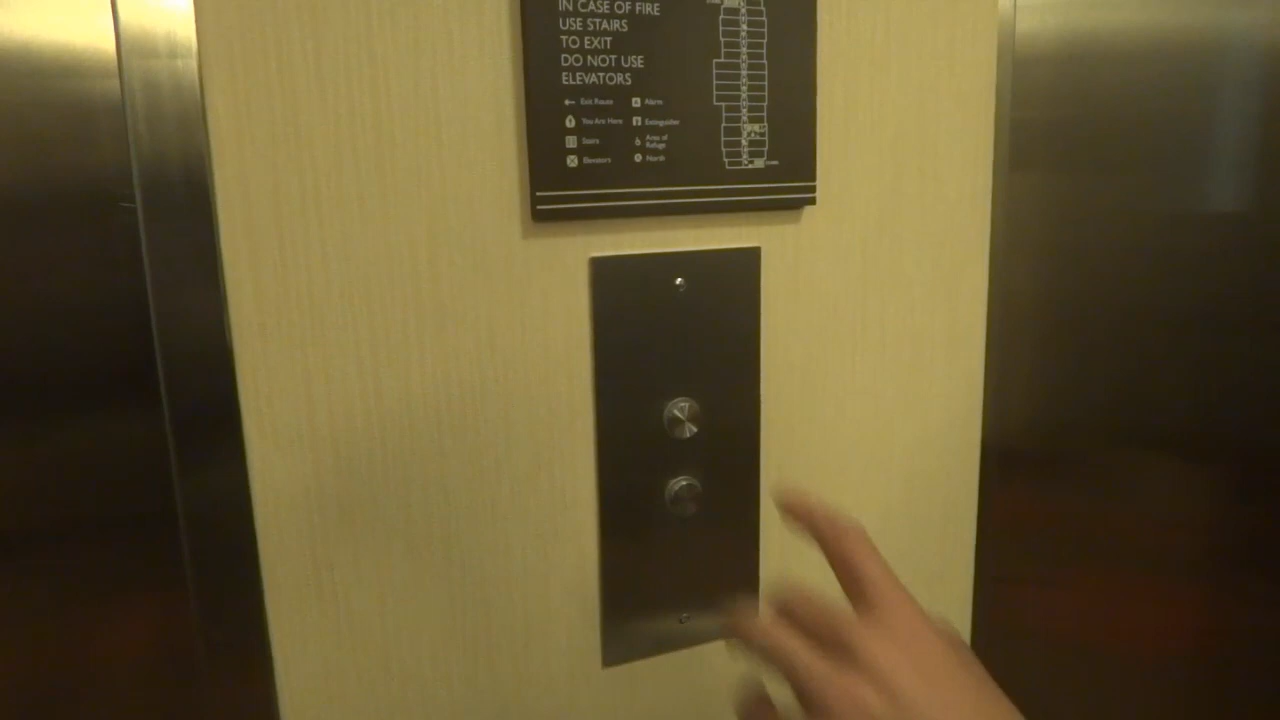 IN CASE OF FIRE
USE STAIRS
TO EXIT
DO NOT USE
ELEVATORS
Exit Route
Alarm
You Are Here
Extinguisher
Stairs
Area of
Refuge
Elevators
North